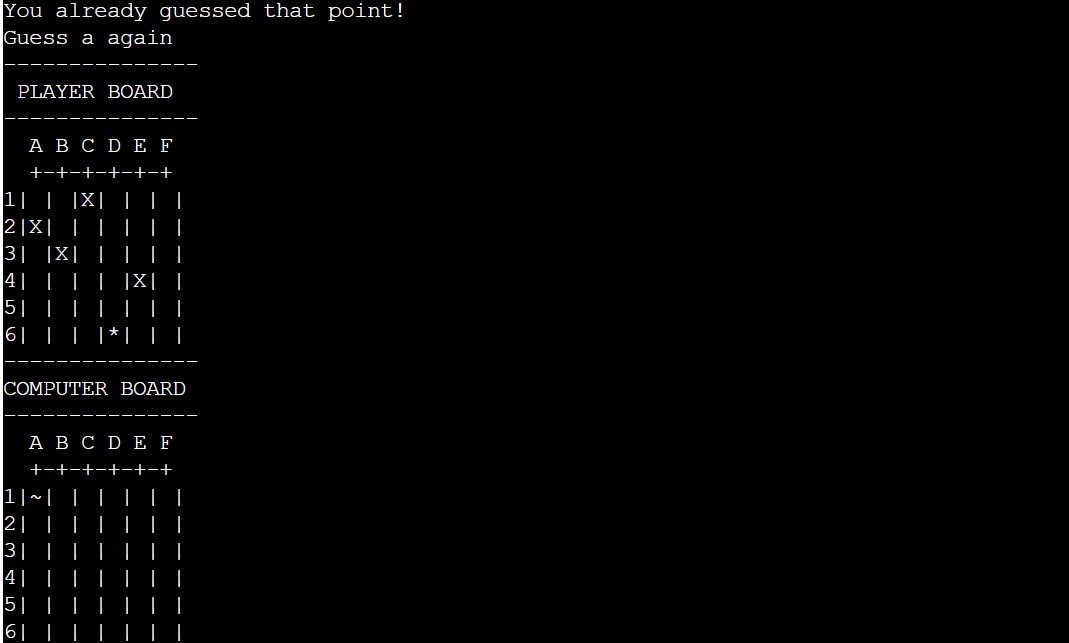 You already guessed that point!
Guess a again
---------------
 PLAYER BOARD
---------------
  A B C D E F
  +-+-+-+-+-+
1| | |X| | | |
2|X| | | | | |
3| |X| | | | |
4| | | | |X| |
5| | | | | | |
6| | | |*| | |
---------------
COMPUTER BOARD
---------------
  A B C D E F
  +-+-+-+-+-+
1|~| | | | | |
2| | | | | | |
3| | | | | | |
4| | | | | | |
5| | | | | | |
6| | | | | | |